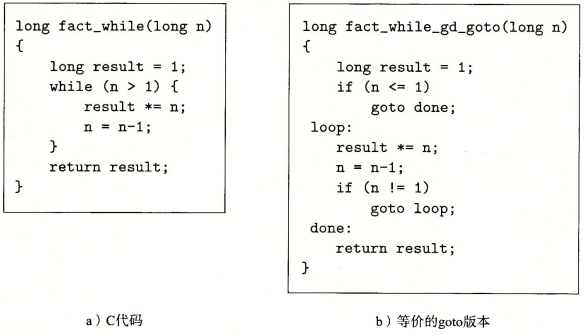 long fact_while(long n)
{
    long result = 1;
    while (n > 1) {
        result *= n;
        n = n-1;
    }
    return result;
}
a）C代码
long fact_while_gd_goto(long n)
{
    long result = 1;
    if (n <= 1)
        goto done;
 loop:
    result *= n;
    n = n-1;
    if (n != 1)
        goto loop;
 done:
    return result;
}
b）等价的goto版本